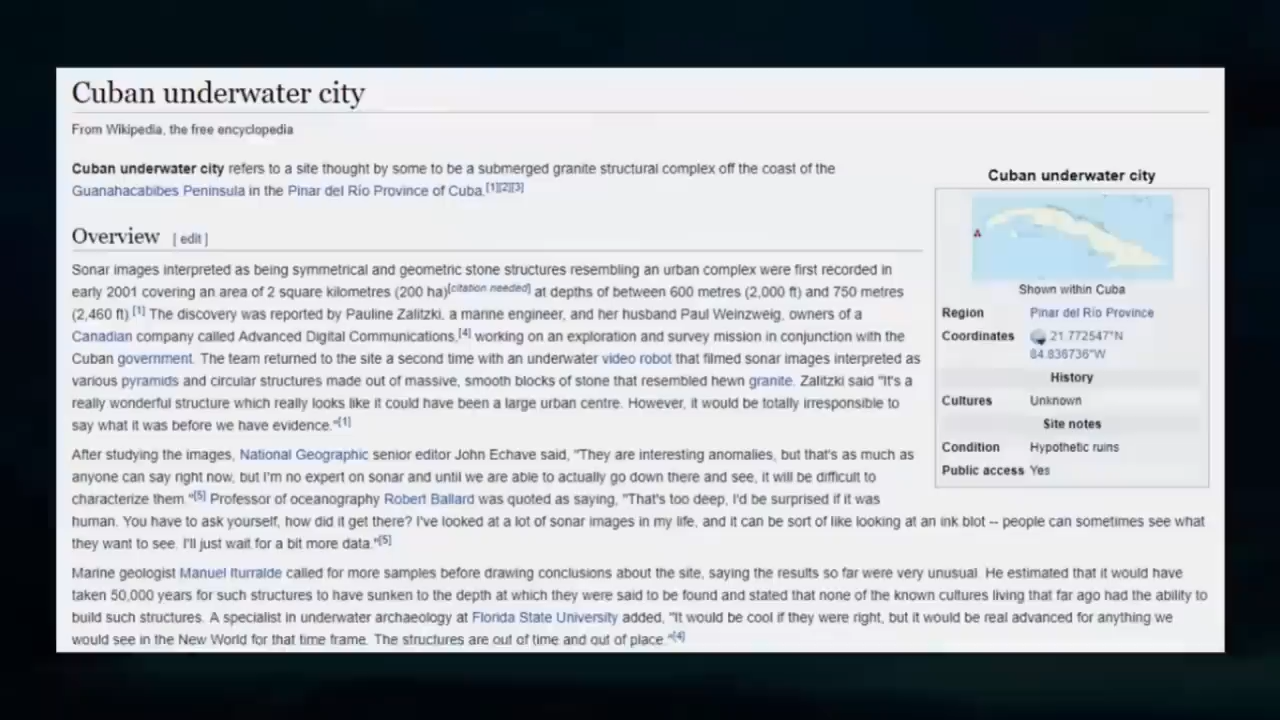 Cuban underwater city
From Wikipedia, the free encyclopedia
Cuban underwater city refers to a site thought by some to be a submerged granite structural complex off the coast of the
Guanahacabibes Peninsula in the Pinar del Río Province of Cuba.[1][2][3]
Overview [ edit ]
Sonar images interpreted as being symmetrical and geometric stone structures resembling an urban complex were first recorded in
early 2001 covering an area of 2 square kilometres (200 ha)[citation needed] at depths of between 600 metres (2,000 ft) and 750 metres
(2,460 ft).[1] The discovery was reported by Pauline Zalitzki, a marine engineer, and her husband Paul Weinzweig, owners of a
Canadian company called Advanced Digital Communications,[4] working on an exploration and survey mission in conjunction with the
Cuban government. The team returned to the site a second time with an underwater video robot that filmed sonar images interpreted as
various pyramids and circular structures made out of massive, smooth blocks of stone that resembled hewn granite. Zalitzki said "It's a
really wonderful structure which really looks like it could have been a large urban centre. However, it would be totally irresponsible to
say what it was before we have evidence."[1]
After studying the images, National Geographic senior editor John Echave said, "They are interesting anomalies, but that's as much as
anyone can say right now, but I'm no expert on sonar and until we are able to actually go down there and see, it will be difficult to
characterize them."[5] Professor of oceanography Robert Ballard was quoted as saying, "That's too deep, I'd be surprised if it was
human. You have to ask yourself, how did it get there? I've looked at a lot of sonar images in my life, and it can be sort of like looking at an ink blot -- people can sometimes see what
they want to see. I'll just wait for a bit more data."[5]
Marine geologist Manuel Iturralde called for more samples before drawing conclusions about the site, saying the results so far were very unusual. He estimated that it would have
taken 50,000 years for such structures to have sunken to the depth at which they were said to be found and stated that none of the known cultures living that far ago had the ability to
build such structures. A specialist in underwater archaeology at Florida State University added, "It would be cool if they were right, but it would be real advanced for anything we
would see in the New World for that time frame. The structures are out of time and out of place."[4]
Cuban underwater city
Shown within Cuba
Region Pinar del Río Province
Coordinates 21.772547°N
84.836736°W
History
Cultures Unknown
Site notes
Condition Hypothetic ruins
Public access Yes